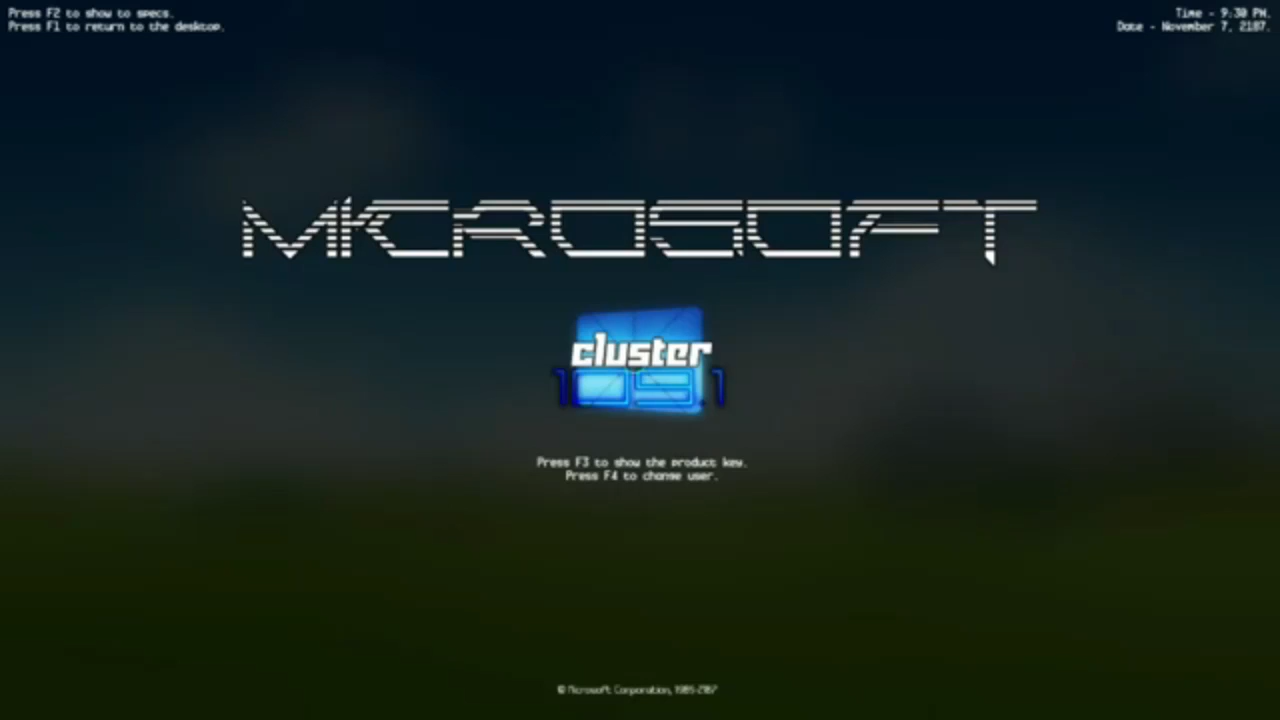 Press F2 to show to specs.
Press F1 to return to the desktop.
Time - 9:30 PM.
Date - November 7, 2187.
MICROSOFT
cluster
109.1
Press F3 to show the product key.
Press F4 to change user.
© Microsoft Corporation, 1985-2187